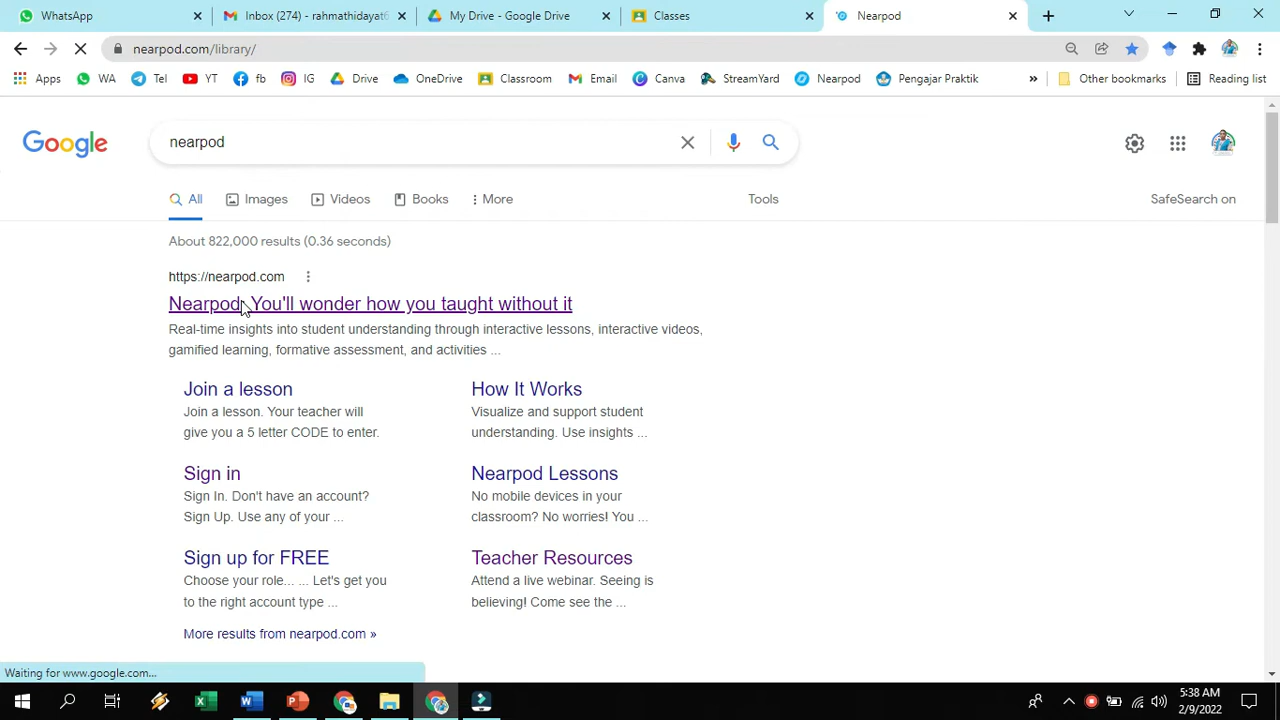 WhatsApp
Inbox (274) - rahmathidayat6
My Drive - Google Drive
Classes
Nearpod
nearpod.com/library/
Apps
WA
Tel
YT
fb
IG
Drive
OneDrive
Classroom
Email
Canva
StreamYard
Nearpod
Pengajar Praktik
»
Other bookmarks
Reading list
Google
nearpod
All
Images
Videos
Books
More
Tools
SafeSearch on
About 822,000 results (0.36 seconds)
https://nearpod.com
Nearpod: You'll wonder how you taught without it
Real-time insights into student understanding through interactive lessons, interactive videos,
gamified learning, formative assessment, and activities ...
Join a lesson
Join a lesson. Your teacher will
give you a 5 letter CODE to enter.
How It Works
Visualize and support student
understanding. Use insights ...
Sign in
Sign In. Don't have an account?
Sign Up. Use any of your ...
Nearpod Lessons
No mobile devices in your
classroom? No worries! You ...
Sign up for FREE
Choose your role... ... Let's get you
to the right account type ...
Teacher Resources
Attend a live webinar. Seeing is
believing! Come see the ...
More results from nearpod.com »
Waiting for www.google.com...
5:38 AM
2/9/2022